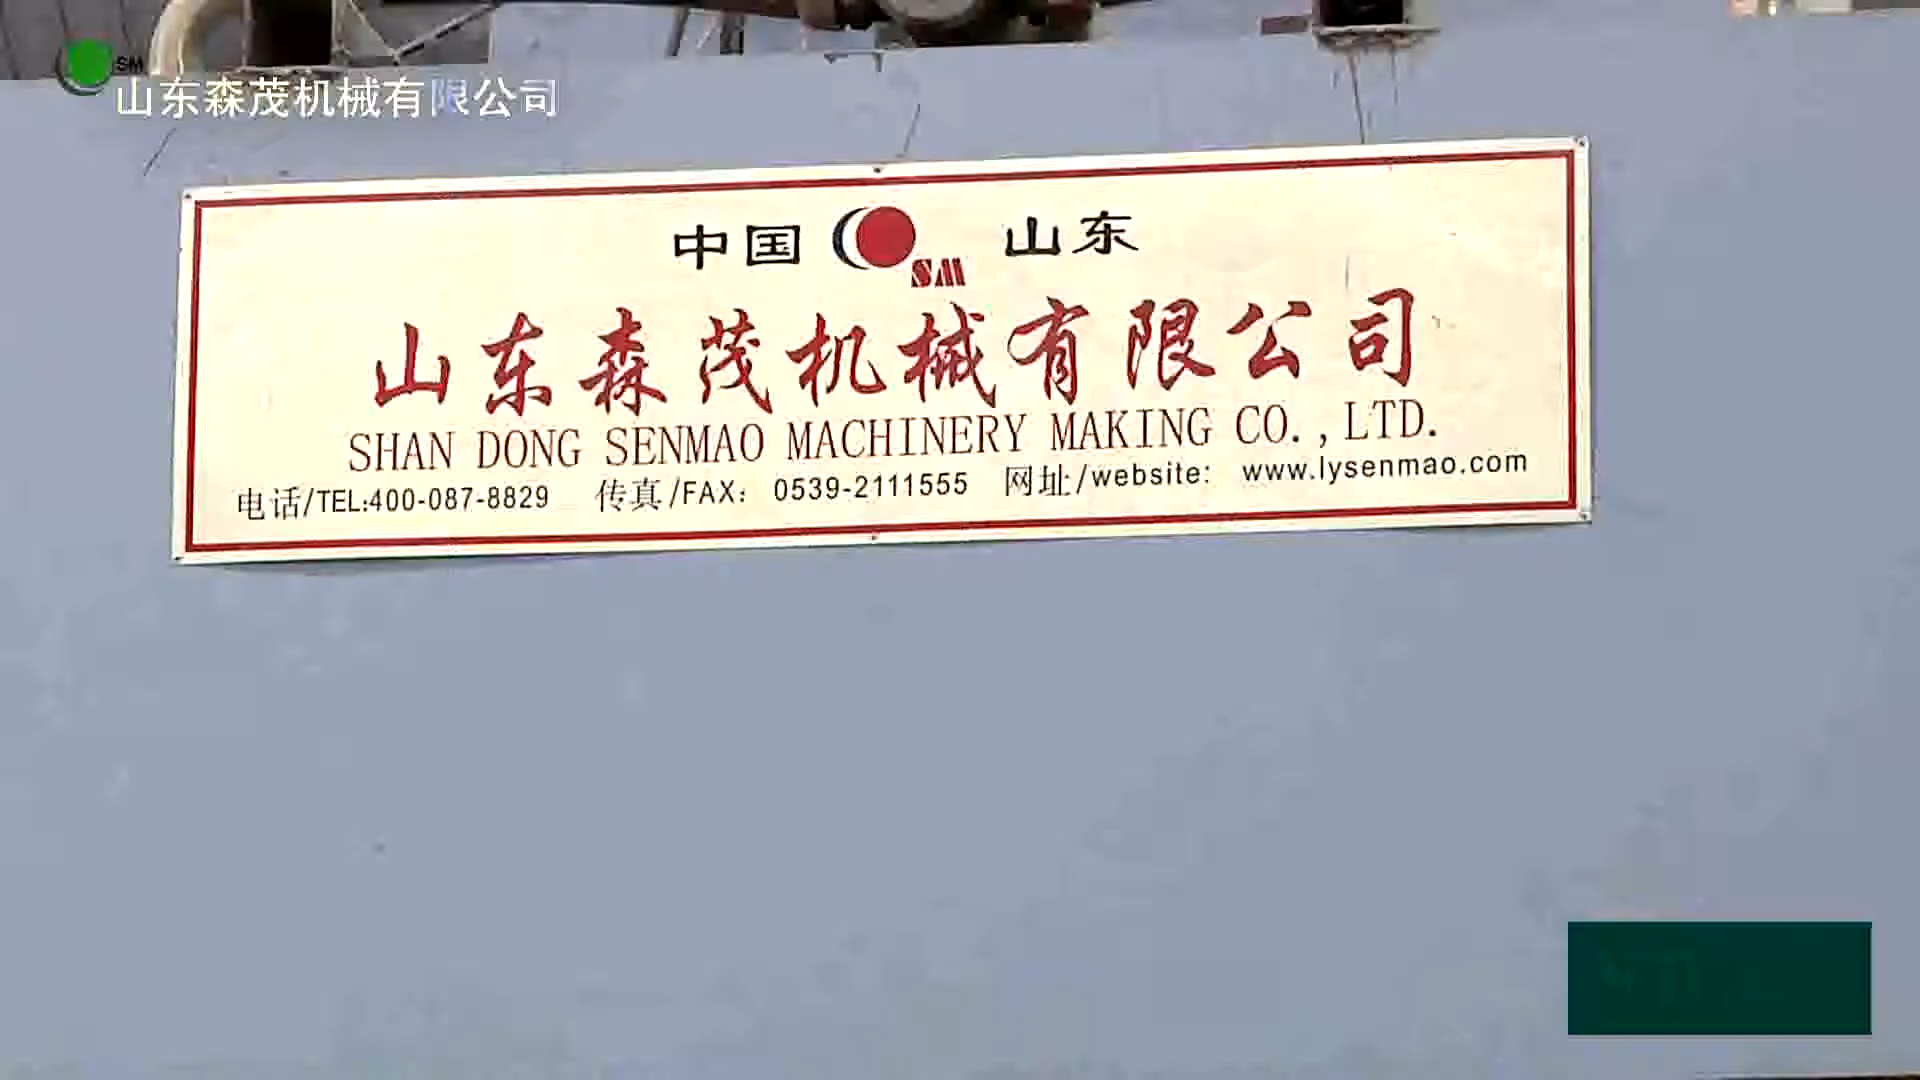 SM
山东森茂机械有限公司
中国 SM 山东
山东森茂机械有限公司
SHAN DONG SENMAO MACHINERY MAKING CO.,LTD.
电话/TEL:400-087-8829 传真/FAX: 0539-2111555 网址/website: www.lysenmao.com